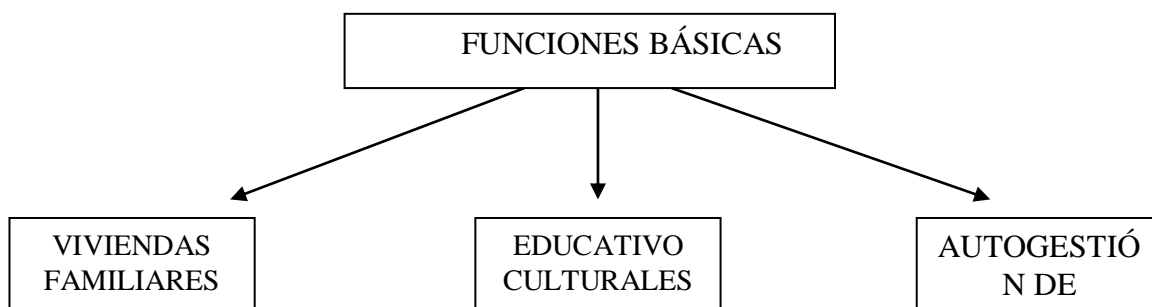 FUNCIONES BÁSICAS
VIVIENDAS
FAMILIARES
EDUCATIVO
CULTURALES
AUTOGESTIÓ
N DE